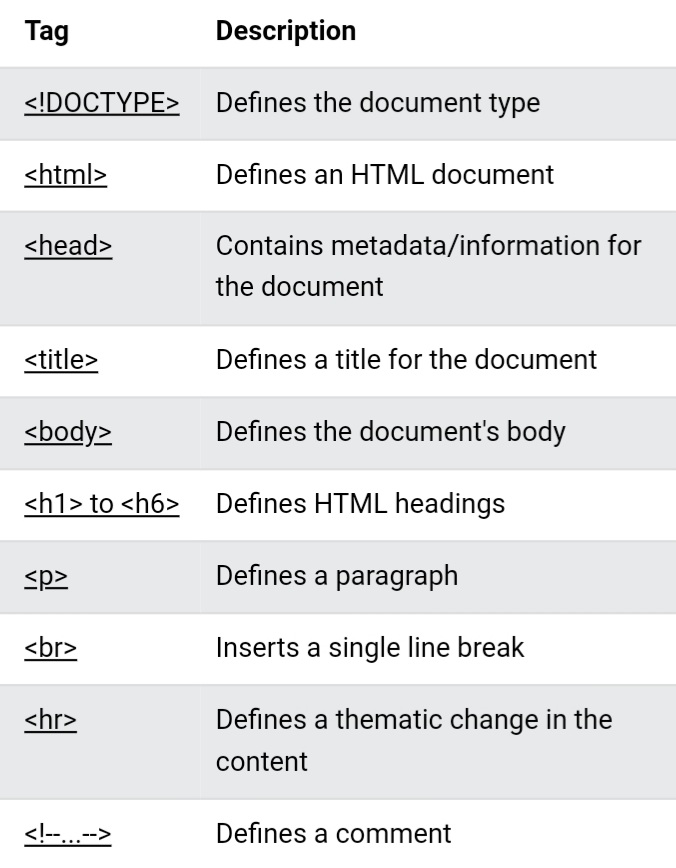 Tag Description
<!DOCTYPE> Defines the document type
<html> Defines an HTML document
<head> Contains metadata/information for
the document
<title> Defines a title for the document
<body> Defines the document's body
<h1> to <h6> Defines HTML headings
<p> Defines a paragraph
<br> Inserts a single line break
<hr> Defines a thematic change in the
content
<!--...--> Defines a comment